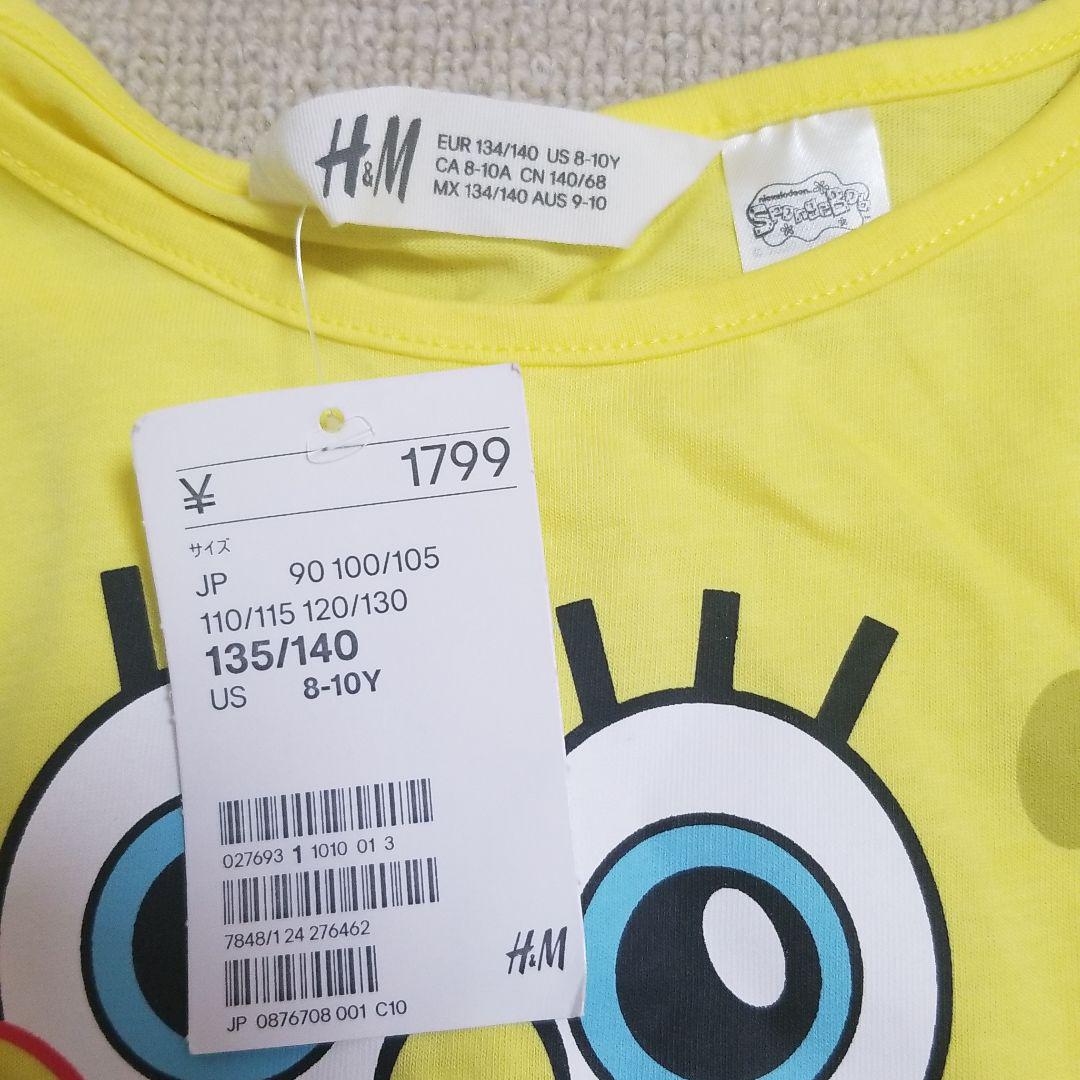 H&M
EUR 134/140 US 8-10Y
CA 8-10A CN 140/68
MX 134/140 AUS 9-10
nickelodeon
SpongeBob
¥ 1799
サイズ
JP 90 100/105
110/115 120/130
135/140
US 8-10Y
027693 1 1010 01 3
7848/1 24 276462
H&M
JP 0876708 001 C10